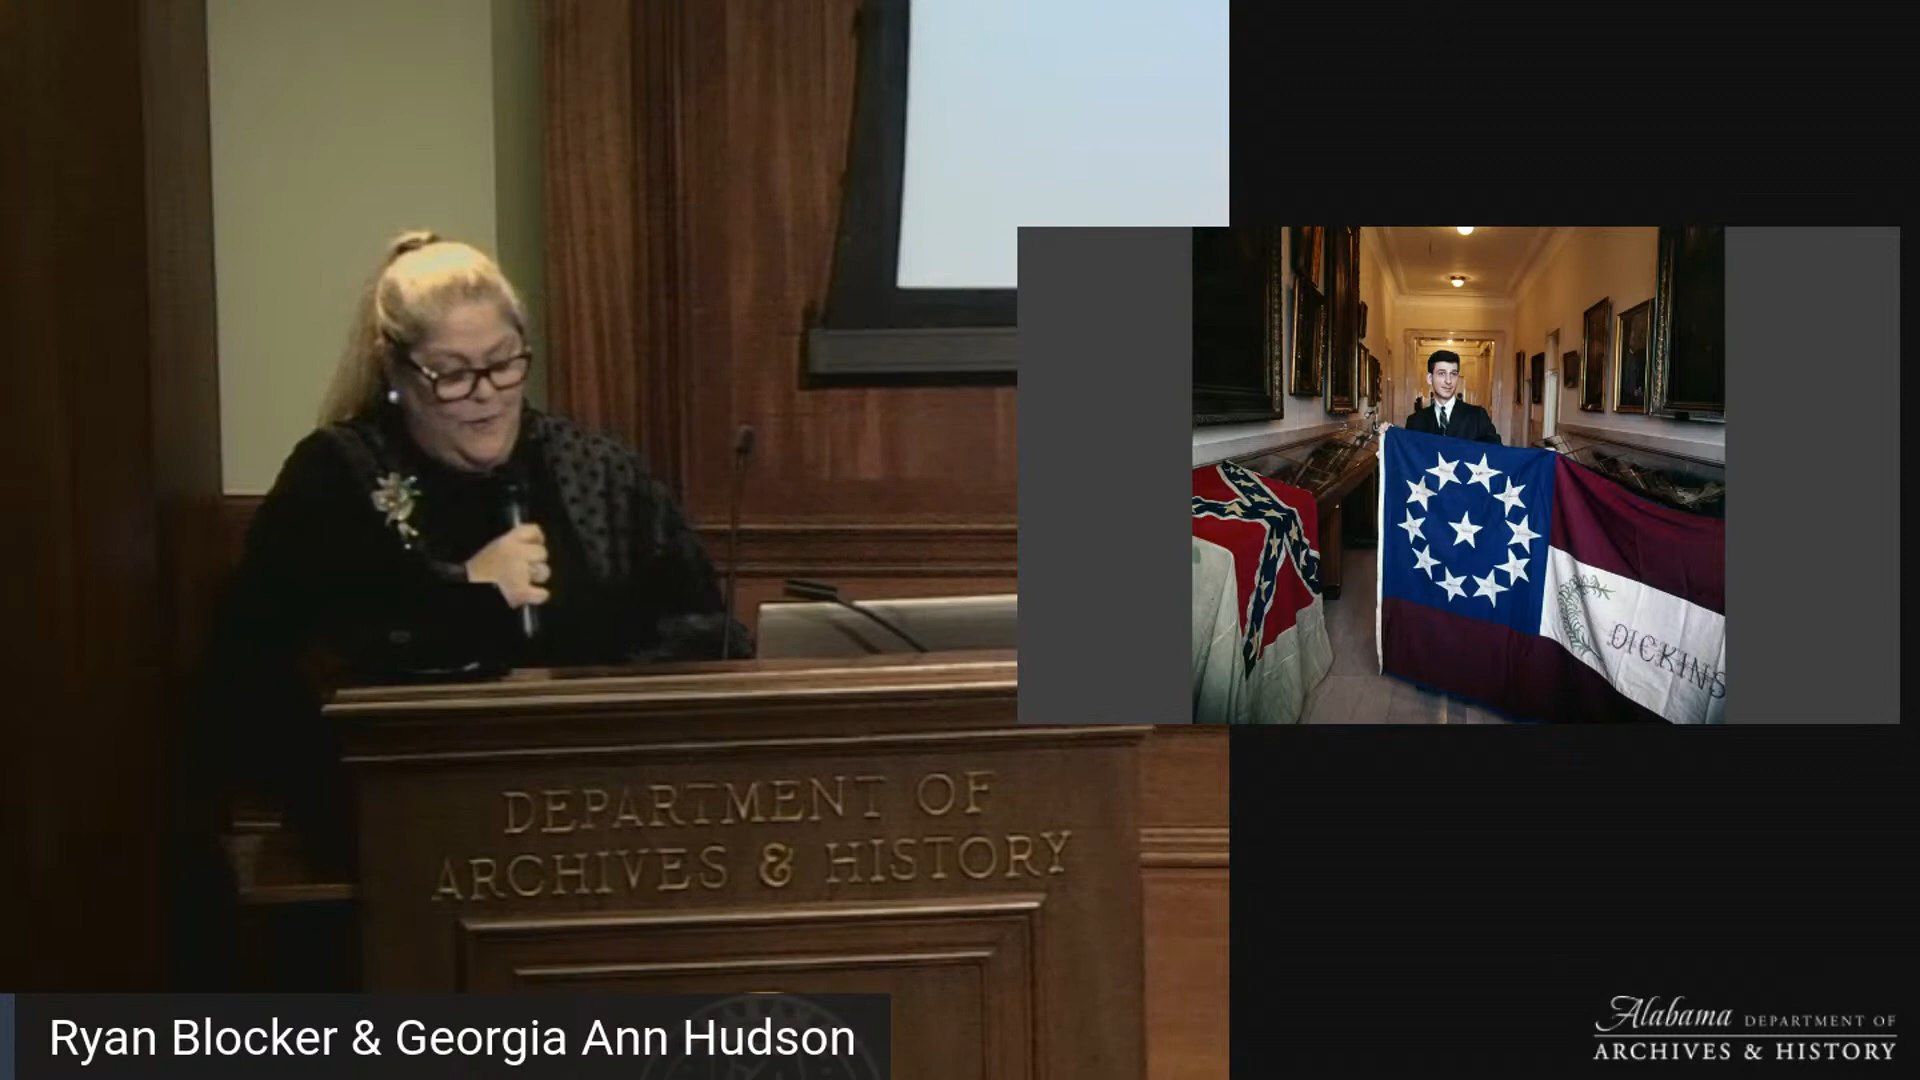 DICKINS
DEPARTMENT OF
ARCHIVES & HISTORY
Ryan Blocker & Georgia Ann Hudson
Alabama DEPARTMENT OF
ARCHIVES & HISTORY